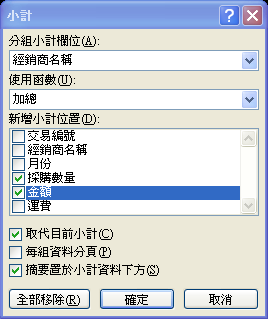 小計
分組小計欄位(A):
經銷商名稱
使用函數(U):
加總
新增小計位置(D):
交易編號
經銷商名稱
月份
採購數量
金額
運費
取代目前小計(C)
每組資料分頁(P)
摘要置於小計資料下方(S)
全部移除(R) 確定 取消